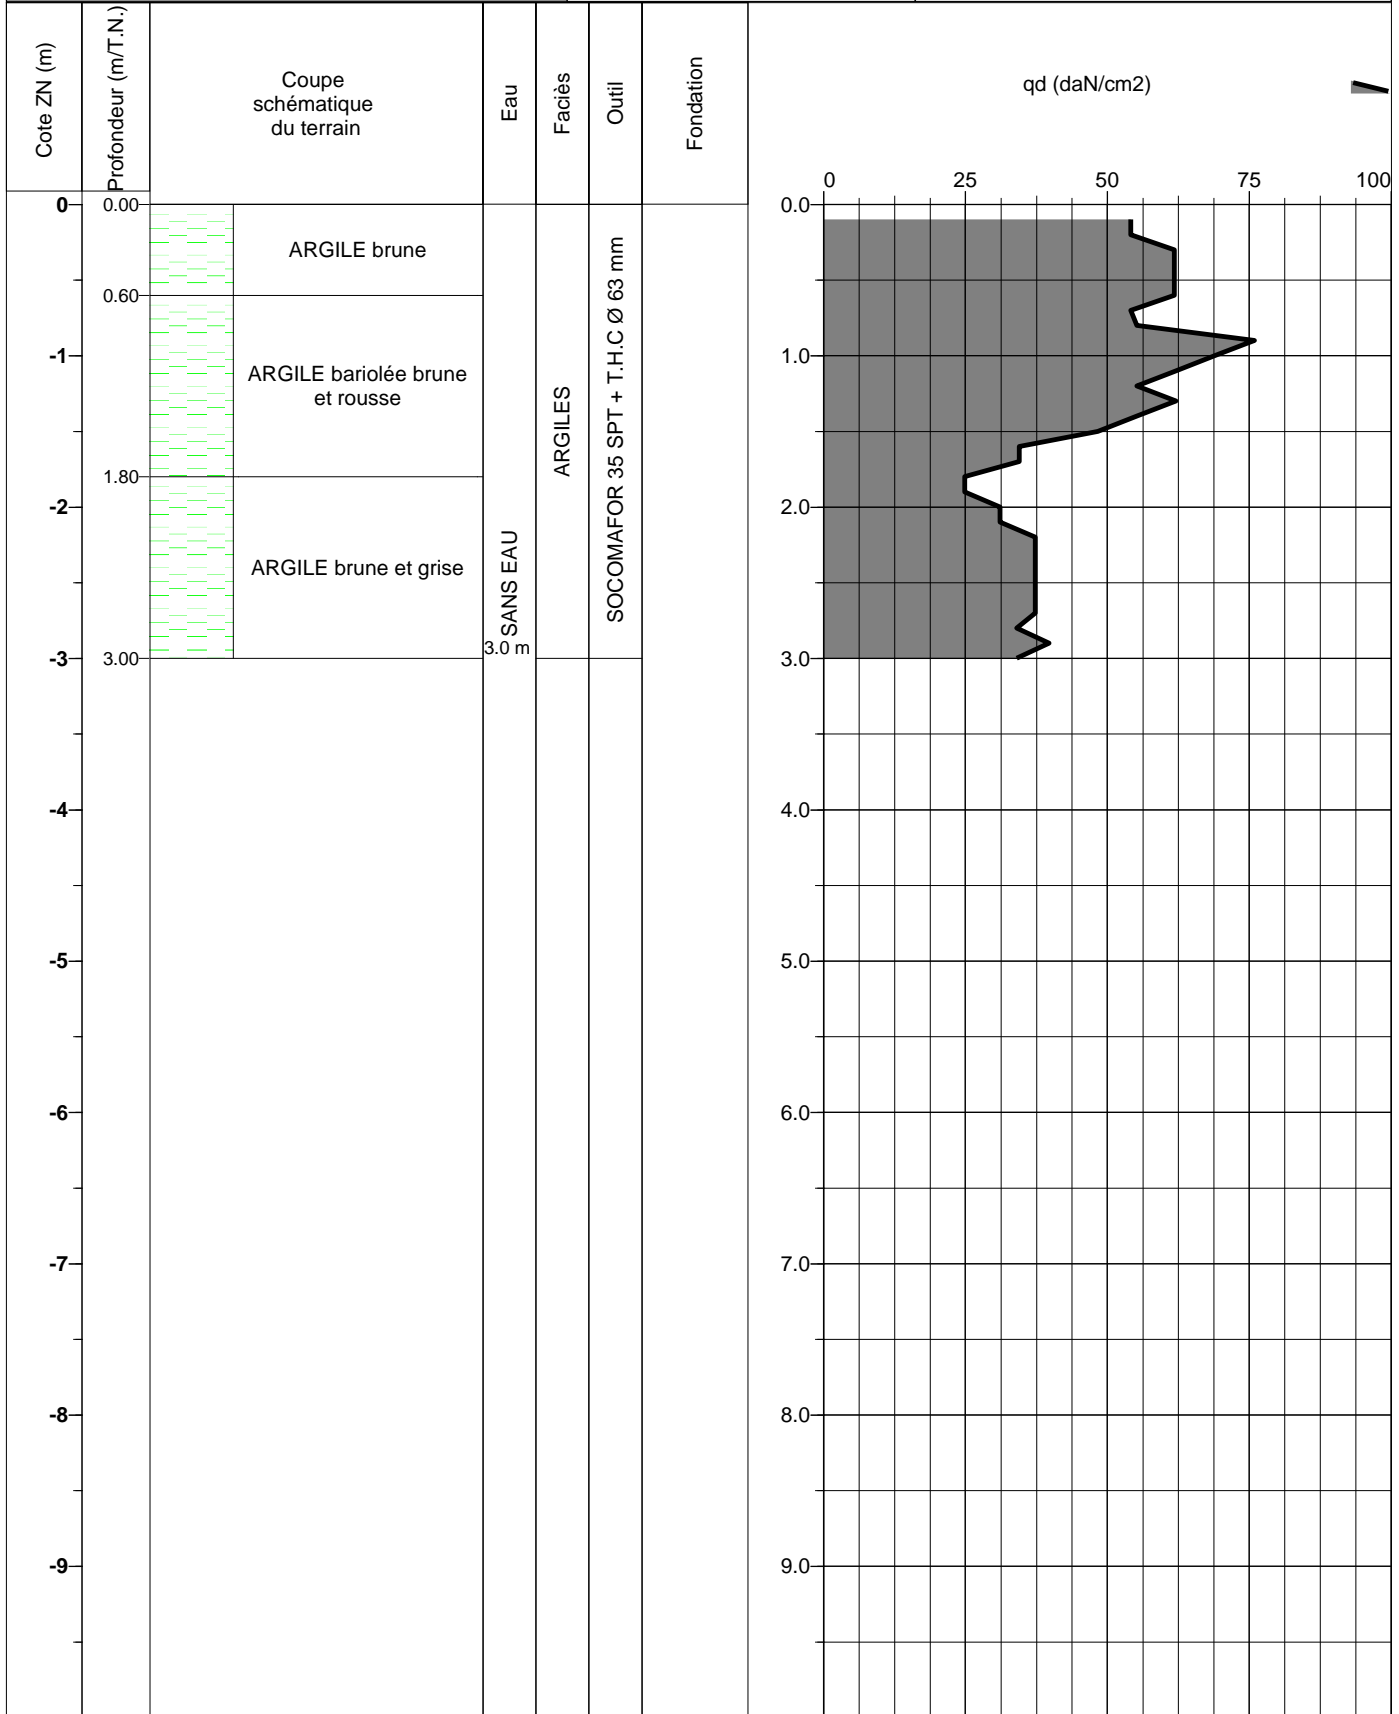 Cote ZN (m)
Profondeur (m/T.N.)
Coupe
schématique
du terrain
Eau
Faciès
Outil
Fondation
qd (daN/cm2)
0 25 50 75 100
0 0.00 0.0
ARGILE brune
0.60
-1 1.0
ARGILE bariolée brune
et rousse
1.80
-2 2.0
ARGILE brune et grise
SANS EAU
3.0 m
ARGILES
SOCOMAFOR 35 SPT + T.H.C Ø 63 mm
-3 3.00 3.0
-4 4.0
-5 5.0
-6 6.0
-7 7.0
-8 8.0
-9 9.0